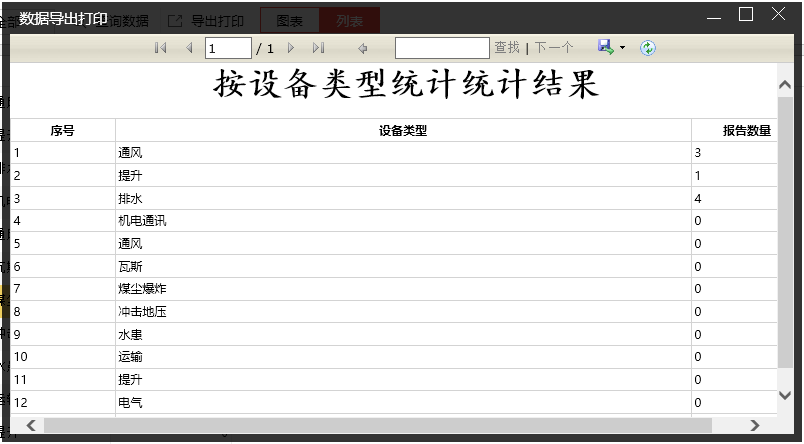 数据导出打印
查询数据 导出打印 图表 列表
1 / 1 查找 | 下一个
按设备类型统计统计结果
序号 设备类型 报告数量
1 通风 3
2 提升 1
3 排水 4
4 机电通讯 0
5 通风 0
6 瓦斯 0
7 煤尘爆炸 0
8 冲击地压 0
9 水患 0
10 运输 0
11 提升 0
12 电气 0